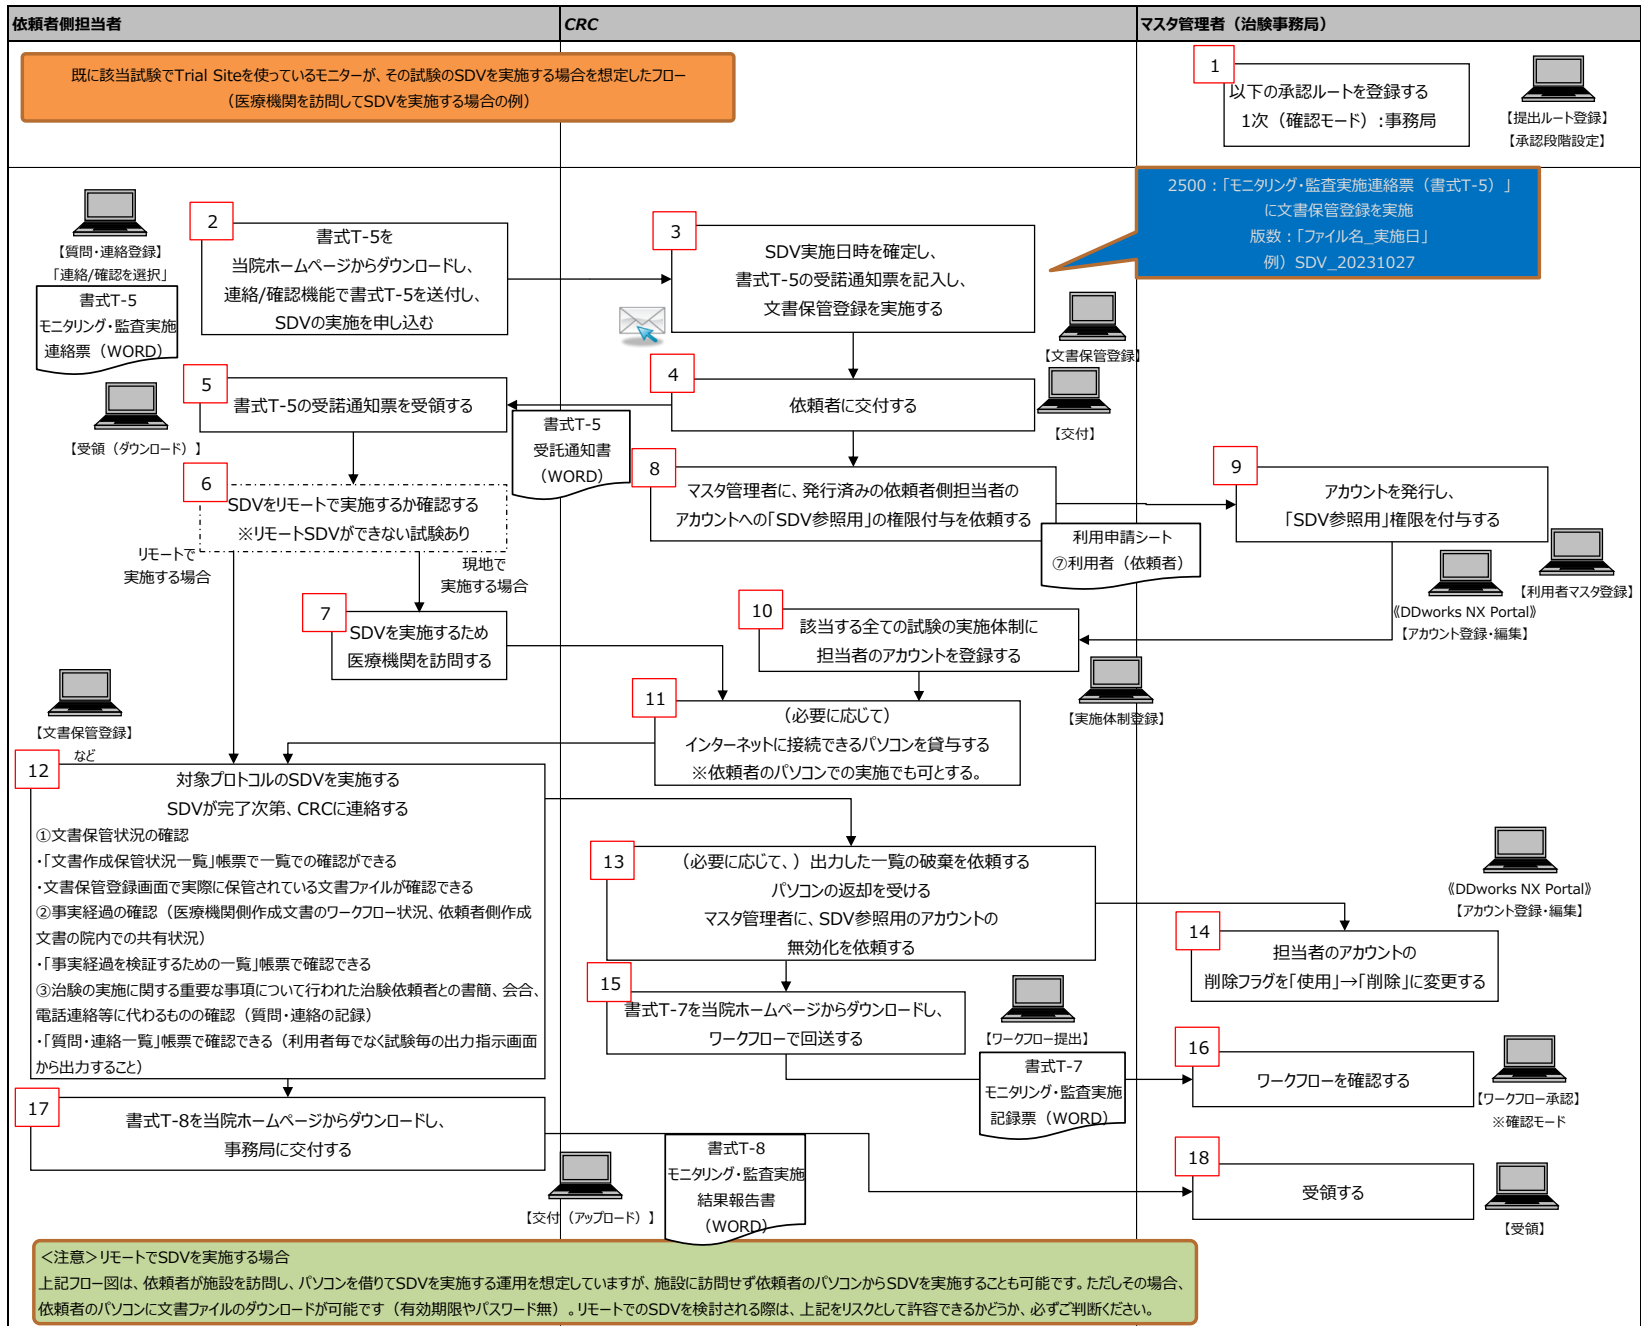 依頼者側担当者
CRC
マスタ管理者（治験事務局）
既に該当試験でTrial Siteを使っているモニターが、その試験のSDVを実施する場合を想定したフロー
（医療機関を訪問してSDVを実施する場合の例）
1
以下の承認ルートを登録する
1次（確認モード）:事務局
【提出ルート登録】
【承認段階設定】
2500：「モニタリング・監査実施連絡票（書式T-5）」
に文書保管登録を実施
版数：「ファイル名_実施日」
例）SDV_20231027
【質問・連絡登録】
「連絡/確認を選択」
書式T-5
モニタリング・監査実施
連絡票（WORD）
2
書式T-5を
当院ホームページからダウンロードし、
連絡/確認機能で書式T-5を送付し、
SDVの実施を申し込む
3
SDV実施日時を確定し、
書式T-5の受諾通知票を記入し、
文書保管登録を実施する
【文書保管登録】
4
依頼者に交付する
【交付】
5
書式T-5の受諾通知票を受領する
【受領（ダウンロード）】
書式T-5
受託通知書
（WORD）
6
SDVをリモートで実施するか確認する
※リモートSDVができない試験あり
リモートで
実施する場合
現地で
実施する場合
7
SDVを実施するため
医療機関を訪問する
8
マスタ管理者に、発行済みの依頼者側担当者の
アカウントへの「SDV参照用」の権限付与を依頼する
利用申請シート
⑦利用者（依頼者）
9
アカウントを発行し、
「SDV参照用」権限を付与する
【利用者マスタ登録】
《DDworks NX Portal》
【アカウント登録・編集】
10
該当する全ての試験の実施体制に
担当者のアカウントを登録する
【実施体制登録】
11
（必要に応じて）
インターネットに接続できるパソコンを貸与する
※依頼者のパソコンでの実施でも可とする。
【文書保管登録】
など
12
対象プロトコルのSDVを実施する
SDVが完了次第、CRCに連絡する
①文書保管状況の確認
・「文書作成保管状況一覧」帳票で一覧での確認ができる
・文書保管登録画面で実際に保管されている文書ファイルが確認できる
②事実経過の確認（医療機関側作成文書のワークフロー状況、依頼者側作成
文書の院内での共有状況）
・「事実経過を検証するための一覧」帳票で確認できる
③治験の実施に関する重要な事項について行われた治験依頼者との書簡、会合、
電話連絡等に代わるものの確認（質問・連絡の記録）
・「質問・連絡一覧」帳票で確認できる（利用者毎でなく試験毎の出力指示画面
から出力すること）
13
（必要に応じて、）出力した一覧の破棄を依頼する
パソコンの返却を受ける
マスタ管理者に、SDV参照用のアカウントの
無効化を依頼する
《DDworks NX Portal》
【アカウント登録・編集】
14
担当者のアカウントの
削除フラグを「使用」→「削除」に変更する
15
書式T-7を当院ホームページからダウンロードし、
ワークフローで回送する
【ワークフロー提出】
書式T-7
モニタリング・監査実施
記録票（WORD）
16
ワークフローを確認する
【ワークフロー承認】
※確認モード
17
書式T-8を当院ホームページからダウンロードし、
事務局に交付する
【交付（アップロード）】
書式T-8
モニタリング・監査実施
結果報告書
（WORD）
18
受領する
【受領】
＜注意＞リモートでSDVを実施する場合
上記フロー図は、依頼者が施設を訪問し、パソコンを借りてSDVを実施する運用を想定していますが、施設に訪問せず依頼者のパソコンからSDVを実施することも可能です。ただしその場合、
依頼者のパソコンに文書ファイルのダウンロードが可能です（有効期限やパスワード無）。リモートでのSDVを検討される際は、上記をリスクとして許容できるかどうか、必ずご判断ください。